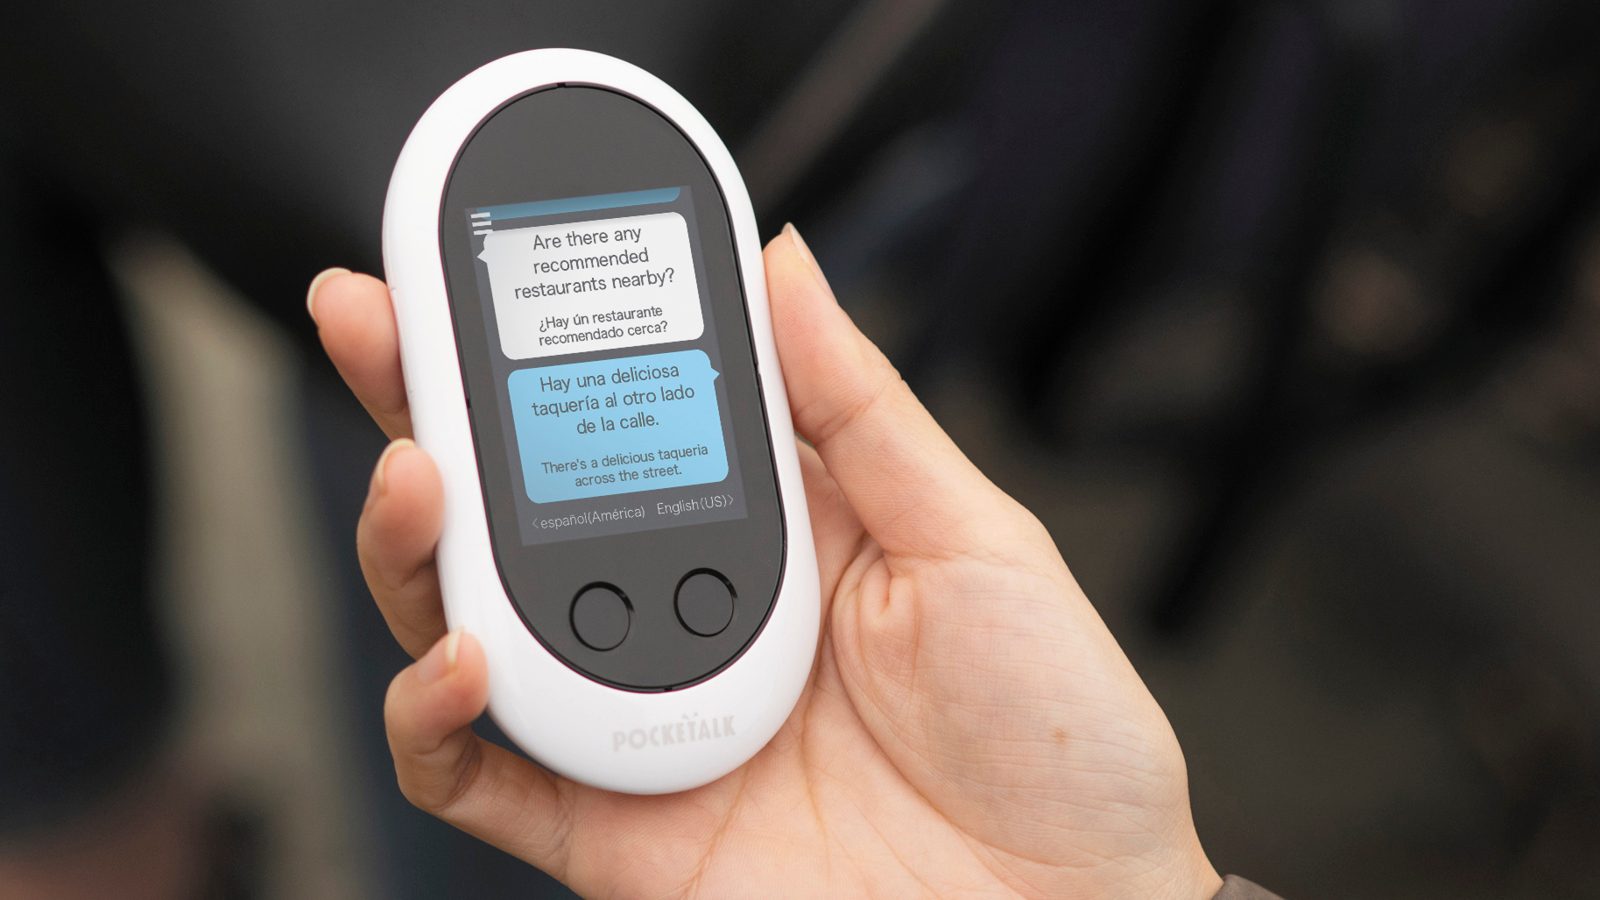 Are there any
recommended
restaurants nearby?
¿Hay ún restaurante
recomendado cerca?
Hay una deliciosa
taquería al otro lado
de la calle.
There's a delicious taqueria
across the street.
<español(América) English(US)>
POCKETALK